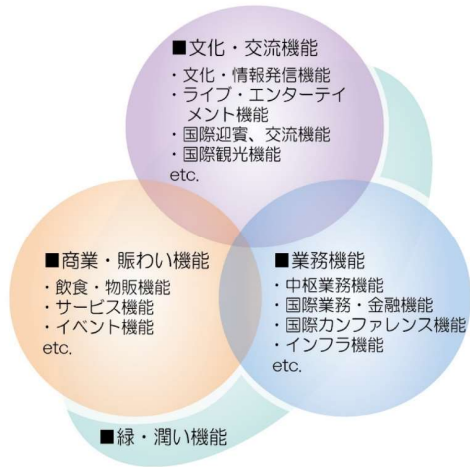 ■文化・交流機能
・文化・情報発信機能
・ライブ・エンターテイ
メント機能
・国際迎賓、交流機能
・国際観光機能
etc.
■商業・賑わい機能
・飲食・物販機能
・サービス機能
・イベント機能
etc.
■業務機能
・中枢業務機能
・国際業務・金融機能
・国際カンファレンス機能
・インフラ機能
etc.
■緑・潤い機能